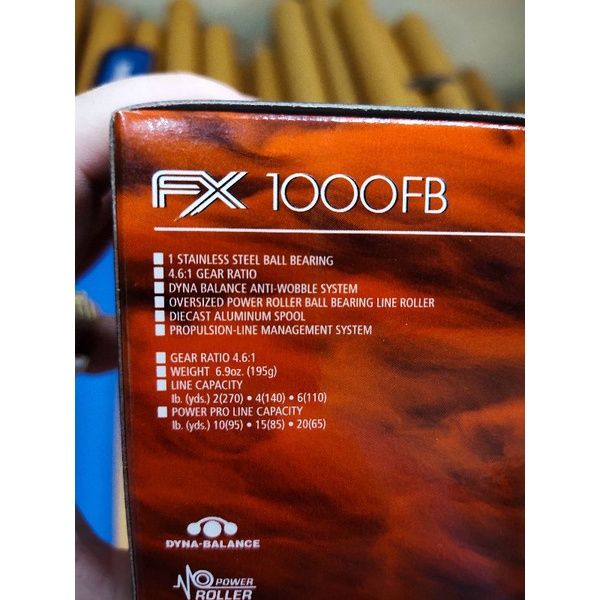 FX 1000FB
1 STAINLESS STEEL BALL BEARING
4.6:1 GEAR RATIO
DYNA BALANCE ANTI-WOBBLE SYSTEM
OVERSIZED POWER ROLLER BALL BEARING LINE ROLLER
DIECAST ALUMINUM SPOOL
PROPULSION-LINE MANAGEMENT SYSTEM
GEAR RATIO 4.6:1
WEIGHT 6.9oz. (195g)
LINE CAPACITY
lb. (yds.) 2(270) • 4(140) • 6(110)
POWER PRO LINE CAPACITY
lb. (yds.) 10(95) • 15(85) • 20(65)
DYNA-BALANCE
POWER
ROLLER